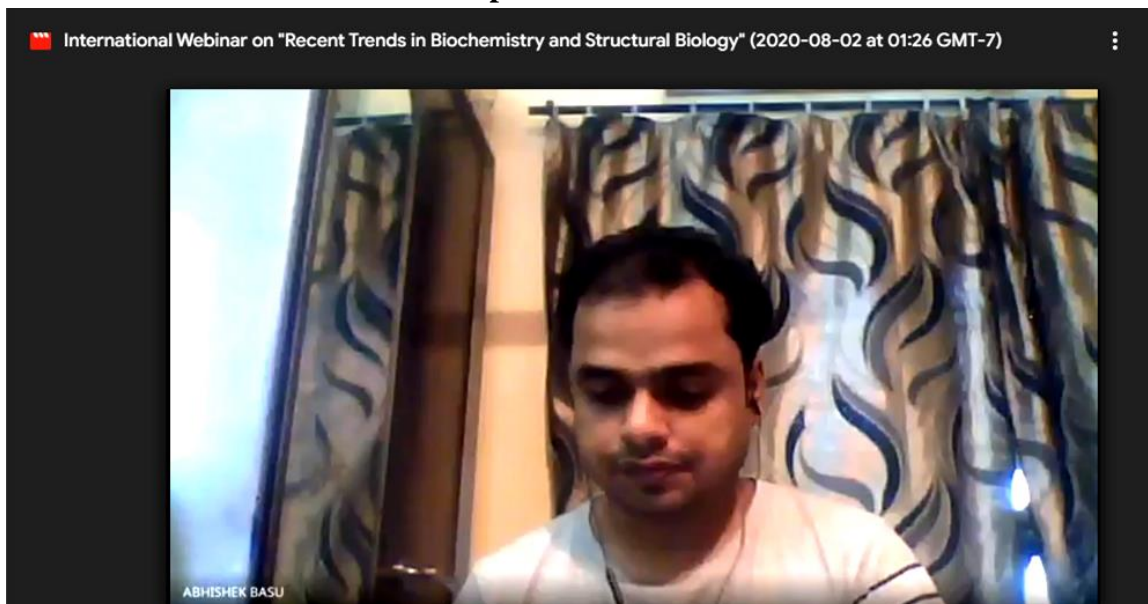 International Webinar on "Recent Trends in Biochemistry and Structural Biology" (2020-08-02 at 01:26 GMT-7)
ABHISHEK BASU